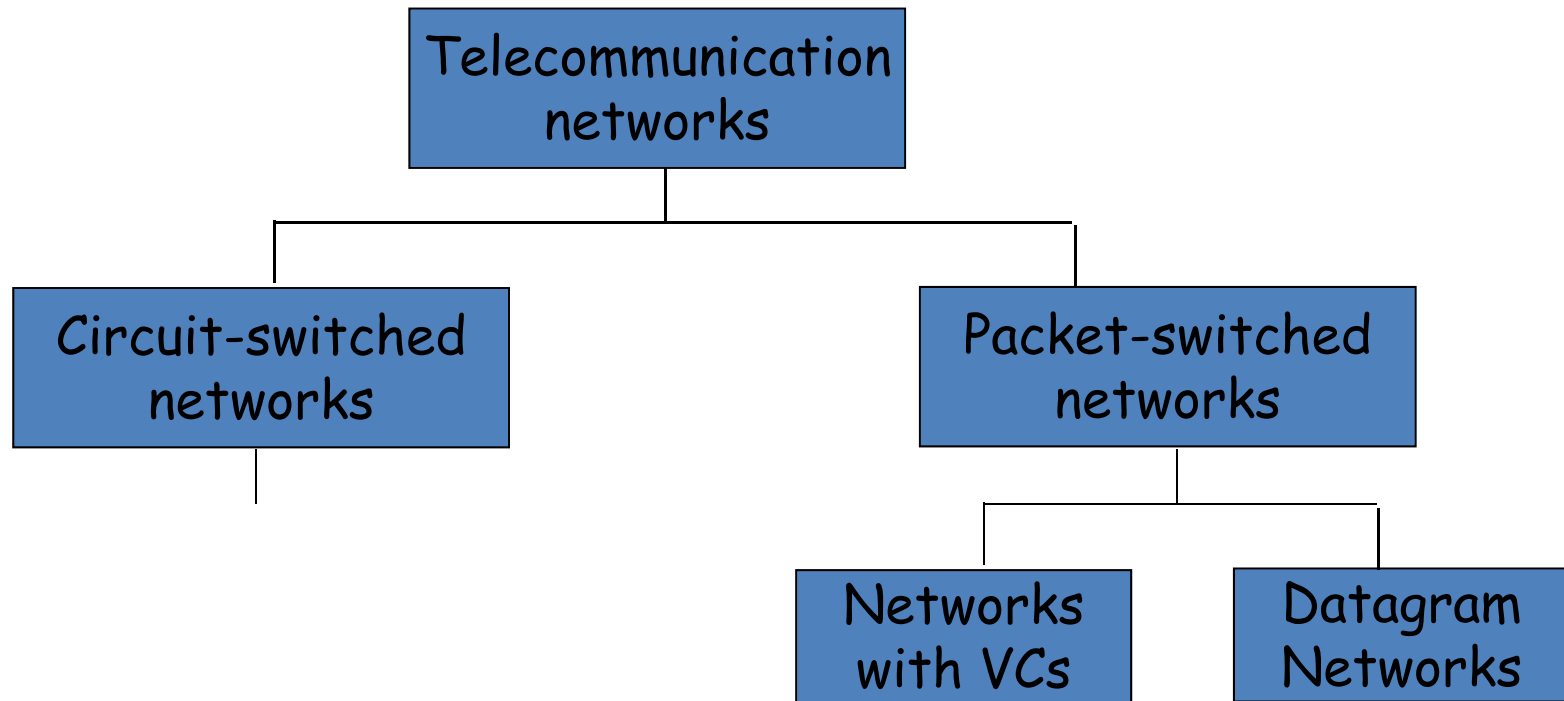 Telecommunication
networks
Circuit-switched
networks
Packet-switched
networks
Networks
with VCs
Datagram
Networks